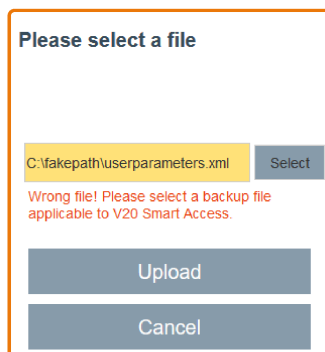 Please select a file
C:\fakepath\userparameters.xml Select
Wrong file! Please select a backup file
applicable to V20 Smart Access.
Upload
Cancel